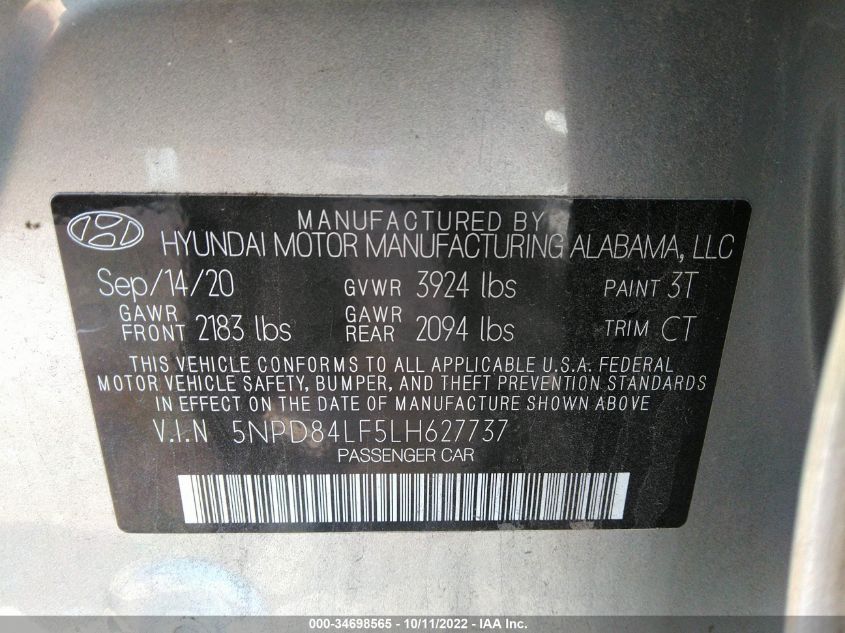 MANUFACTURED BY
HYUNDAI MOTOR MANUFACTURING ALABAMA, LLC
Sep/14/20 GVWR 3924 lbs PAINT 3T
GAWR FRONT 2183 lbs GAWR REAR 2094 lbs TRIM CT
THIS VEHICLE CONFORMS TO ALL APPLICABLE U.S.A. FEDERAL
MOTOR VEHICLE SAFETY, BUMPER, AND THEFT PREVENTION STANDARDS
IN EFFECT ON THE DATE OF MANUFACTURE SHOWN ABOVE.
V.I.N 5NPD84LF5LH627737
PASSENGER CAR
000-34698565 - 10/11/2022 - IAA Inc.